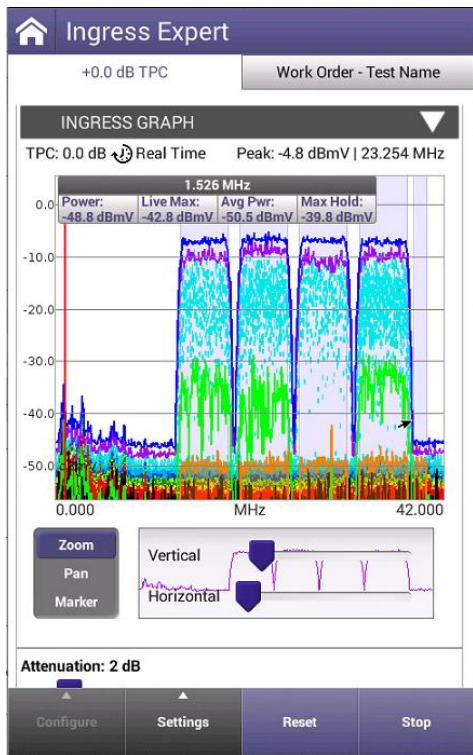 Ingress Expert
+0.0 dB TPC
Work Order - Test Name
INGRESS GRAPH
TPC: 0.0 dB Real Time Peak: -4.8 dBmV | 23.254 MHz
1.526 MHz
Power: Live Max: Avg Pwr: Max Hold:
-48.8 dBmV -42.8 dBmV -50.5 dBmV -39.8 dBmV
0.0
-10.0
-20.0
-30.0
-40.0
-50.0
0.000 MHz 42.000
Zoom
Pan
Marker
Vertical
Horizontal
Attenuation: 2 dB
Configure Settings Reset Stop